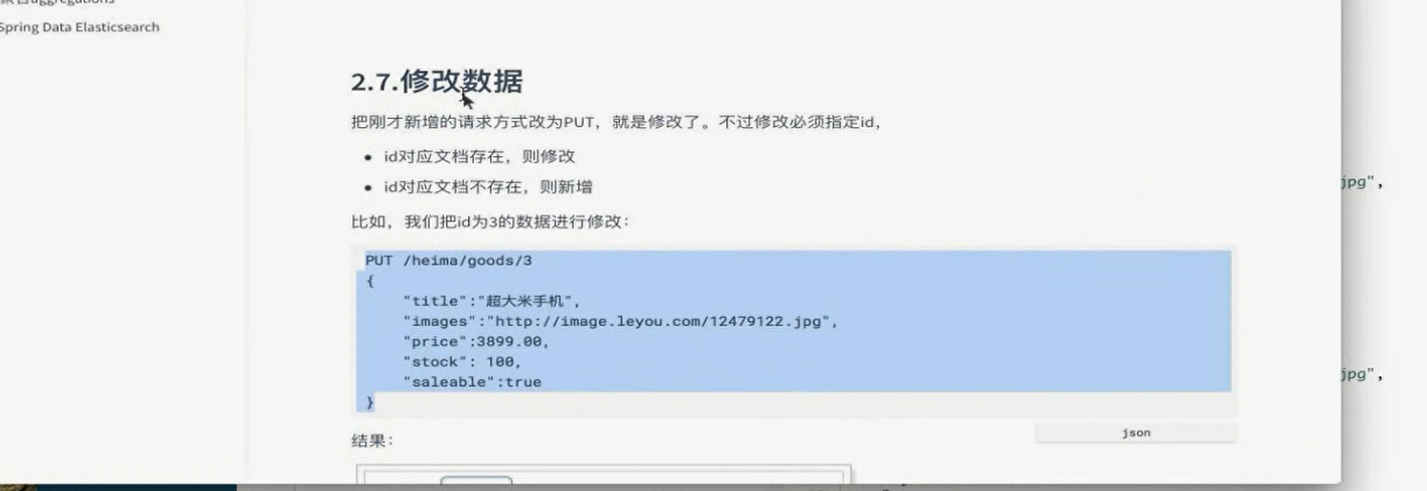 Spring Data Elasticsearch
2.7.修改数据
把刚才新增的请求方式改为PUT，就是修改了。不过修改必须指定id，
id对应文档存在，则修改
id对应文档不存在，则新增
比如，我们把id为3的数据进行修改：
PUT /heima/goods/3
{
"title":"超大米手机",
"images":"http://image.leyou.com/12479122.jpg",
"price":3899.00,
"stock": 100,
"saleable":true
}
结果：
json
jpg",
jpg",